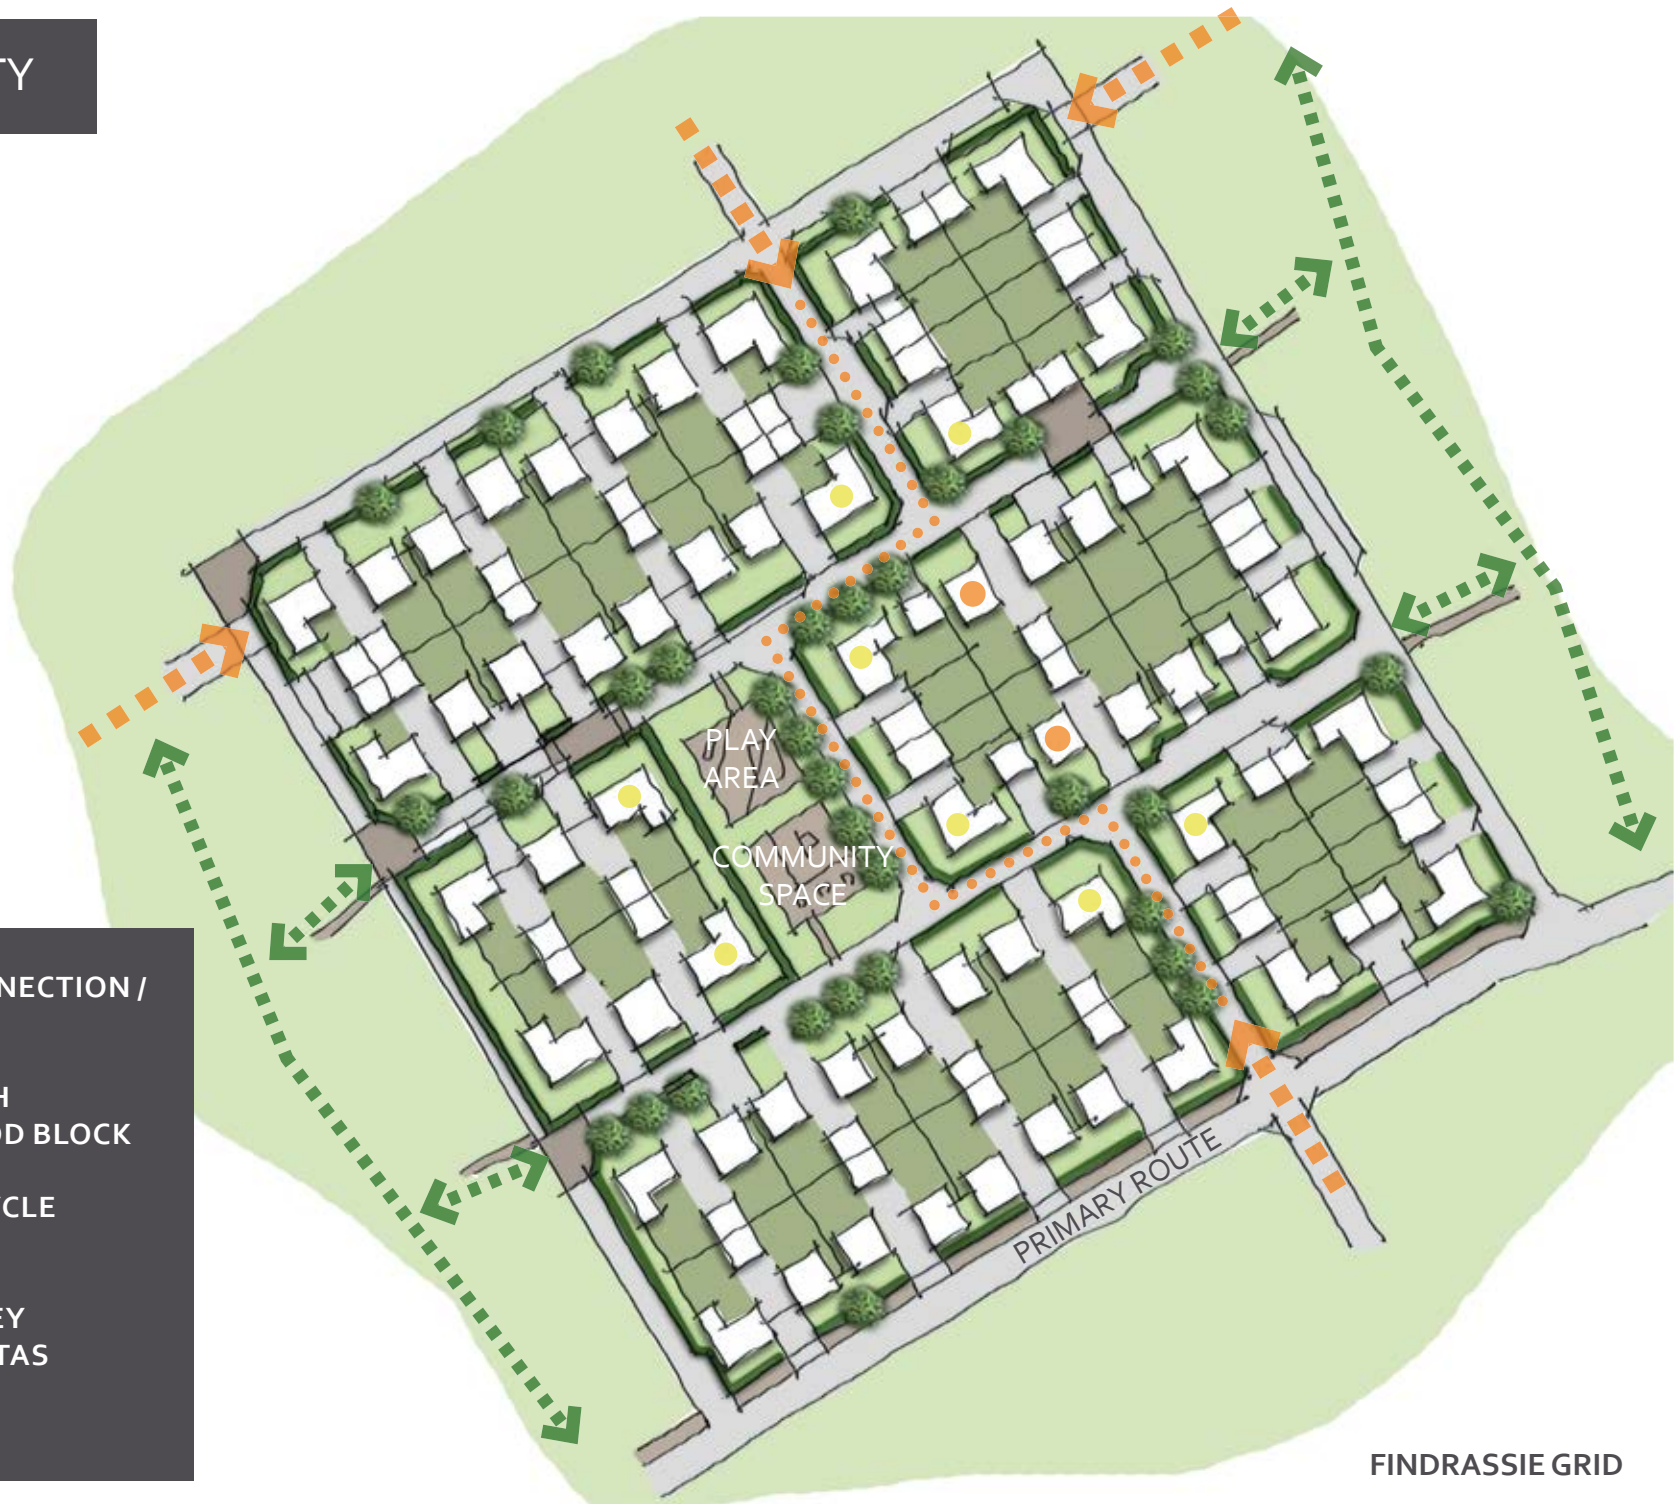 TY
PLAY
AREA
COMMUNITY
SPACE
NECTION /
H
OD BLOCK
CLE
EY
TAS
PRIMARY ROUTE
FINDRASSIE GRID